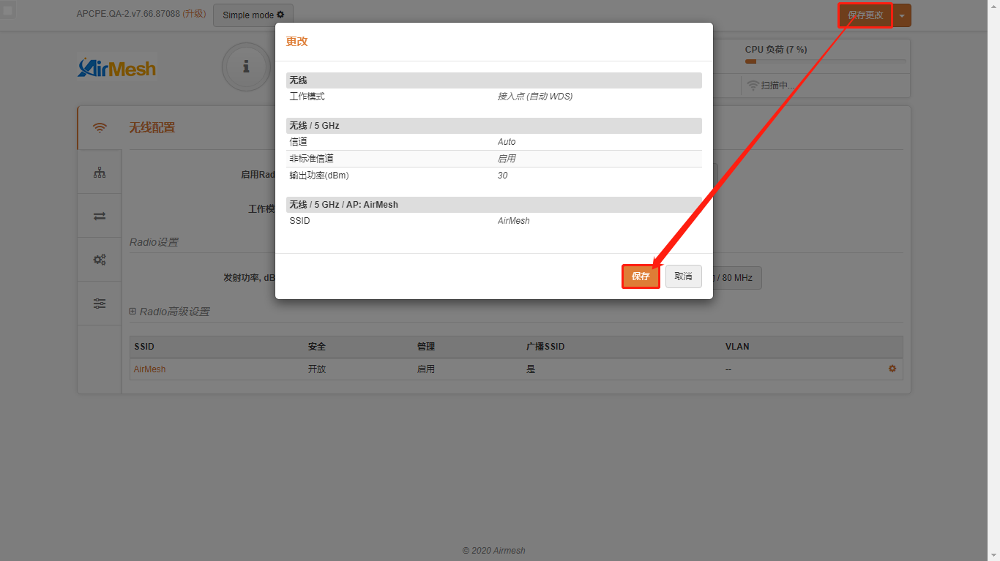 APCPE.QA-2.v7.66.87088 (升级) Simple mode
保存更改
更改
AirMesh
CPU 负荷 (7 %)
扫描中...
无线
工作模式 接入点 (自动 WDS)
无线 / 5 GHz
信道 Auto
非标准信道 启用
输出功率(dBm) 30
无线 / 5 GHz / AP: AirMesh
SSID AirMesh
保存 取消
无线配置
启用Rad
工作模
Radio设置
发射功率, dB
/ 80 MHz
Radio高级设置
SSID 安全 管理 广播SSID VLAN
AirMesh 开放 启用 是 --
© 2020 Airmesh